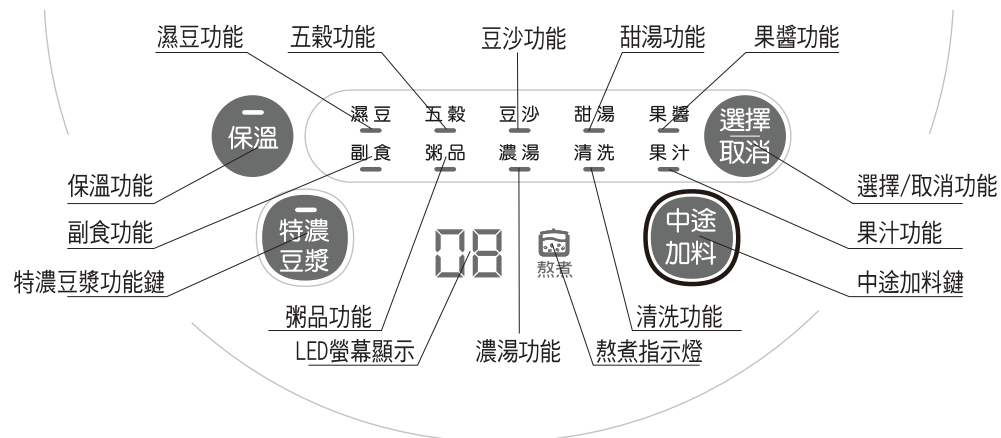 濕豆功能
五穀功能
豆沙功能
甜湯功能
果醬功能
濕豆
五穀
豆沙
甜湯
果醬
保溫
選擇
取消
副食
粥品
濃湯
清洗
果汁
保溫功能
選擇/取消功能
副食功能
特濃
豆漿
08
熬煮
中途
加料
果汁功能
特濃豆漿功能鍵
中途加料鍵
粥品功能
清洗功能
LED螢幕顯示
濃湯功能
熬煮指示燈